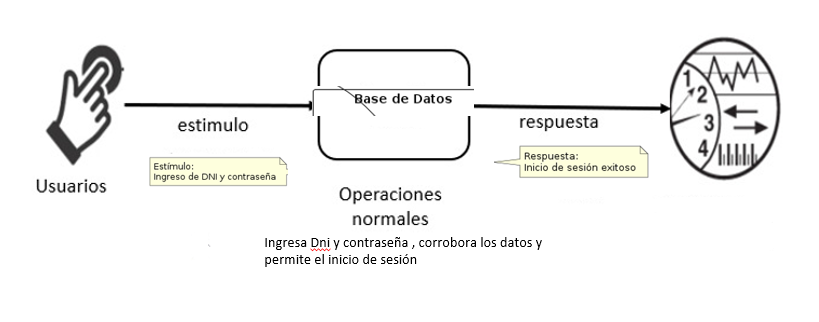 Base de Datos
estimulo
respuesta
1
2
3
4
Estímulo:
Ingreso de DNI y contraseña
Respuesta:
Inicio de sesión exitoso
Usuarios
Operaciones
normales
Ingresa Dni y contraseña , corrobora los datos y
permite el inicio de sesión